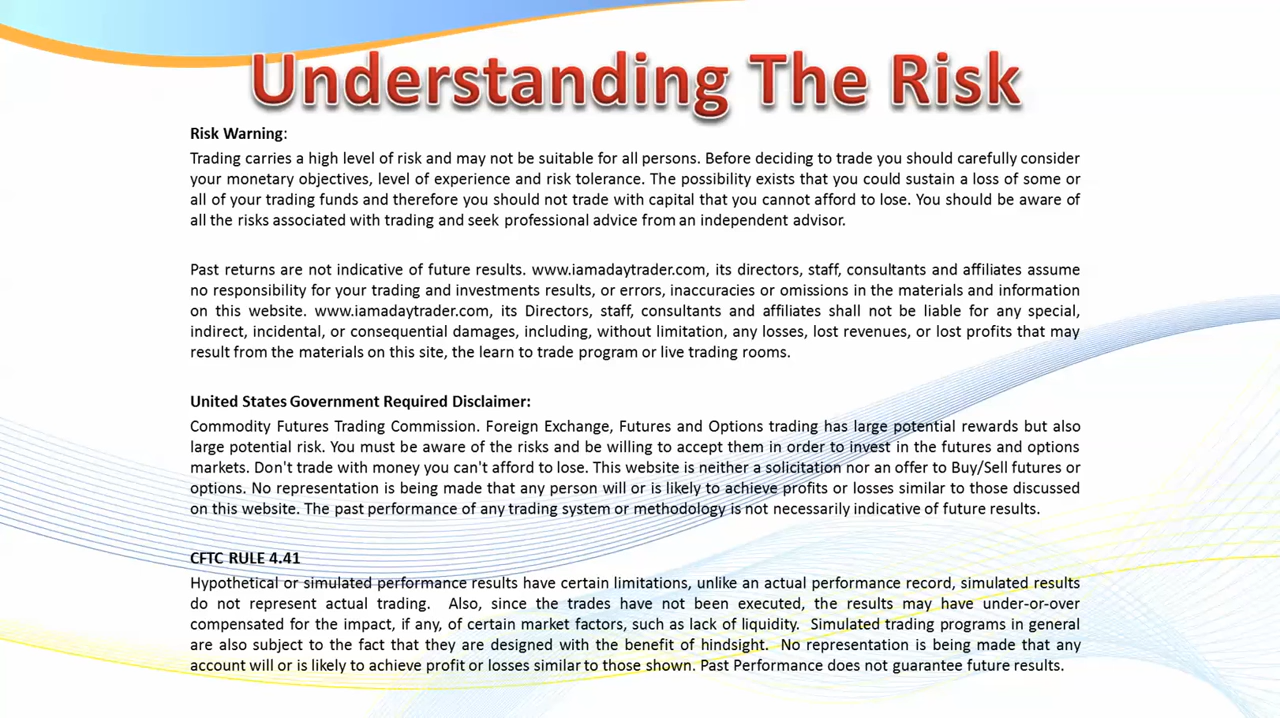 Understanding The Risk
Risk Warning:
Trading carries a high level of risk and may not be suitable for all persons. Before deciding to trade you should carefully consider
your monetary objectives, level of experience and risk tolerance. The possibility exists that you could sustain a loss of some or
all of your trading funds and therefore you should not trade with capital that you cannot afford to lose. You should be aware of
all the risks associated with trading and seek professional advice from an independent advisor.
Past returns are not indicative of future results. www.iamadaytrader.com, its directors, staff, consultants and affiliates assume
no responsibility for your trading and investments results, or errors, inaccuracies or omissions in the materials and information
on this website. www.iamadaytrader.com, its Directors, staff, consultants and affiliates shall not be liable for any special,
indirect, incidental, or consequential damages, including, without limitation, any losses, lost revenues, or lost profits that may
result from the materials on this site, the learn to trade program or live trading rooms.
United States Government Required Disclaimer:
Commodity Futures Trading Commission. Foreign Exchange, Futures and Options trading has large potential rewards but also
large potential risk. You must be aware of the risks and be willing to accept them in order to invest in the futures and options
markets. Don't trade with money you can't afford to lose. This website is neither a solicitation nor an offer to Buy/Sell futures or
options. No representation is being made that any person will or is likely to achieve profits or losses similar to those discussed
on this website. The past performance of any trading system or methodology is not necessarily indicative of future results.
CFTC RULE 4.41
Hypothetical or simulated performance results have certain limitations, unlike an actual performance record, simulated results
do not represent actual trading.  Also, since the trades have not been executed, the results may have under-or-over
compensated for the impact, if any, of certain market factors, such as lack of liquidity.  Simulated trading programs in general
are also subject to the fact that they are designed with the benefit of hindsight.  No representation is being made that any
account will or is likely to achieve profit or losses similar to those shown. Past Performance does not guarantee future results.